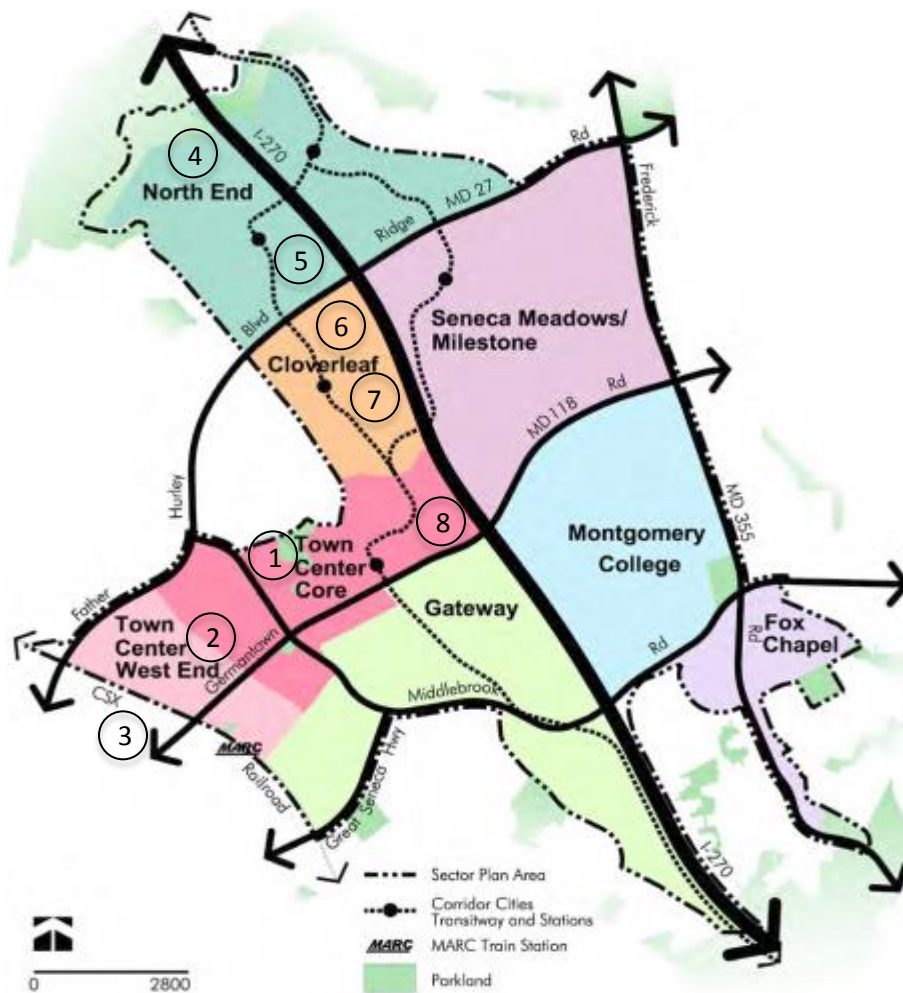 Rd
4
I-270
North End
MD 27
Frederick
Ridge
5
Blvd
6
Seneca Meadows/
Milestone
Cloverleaf
7
Rd
MD 118
Hurley
8
MD 355
1
Town
Center
Core
Montgomery
College
Father
Gateway
Fox
Chapel
Rd
Rd
Town
Center
West End
2
Germantown
Middlebrook
CSX
3
MARC
Railroad
Great Seneca Hwy
I-270
Sector Plan Area
Corridor Cities
Transitway and Stations
MARC
MARC Train Station
Parkland
0 2800